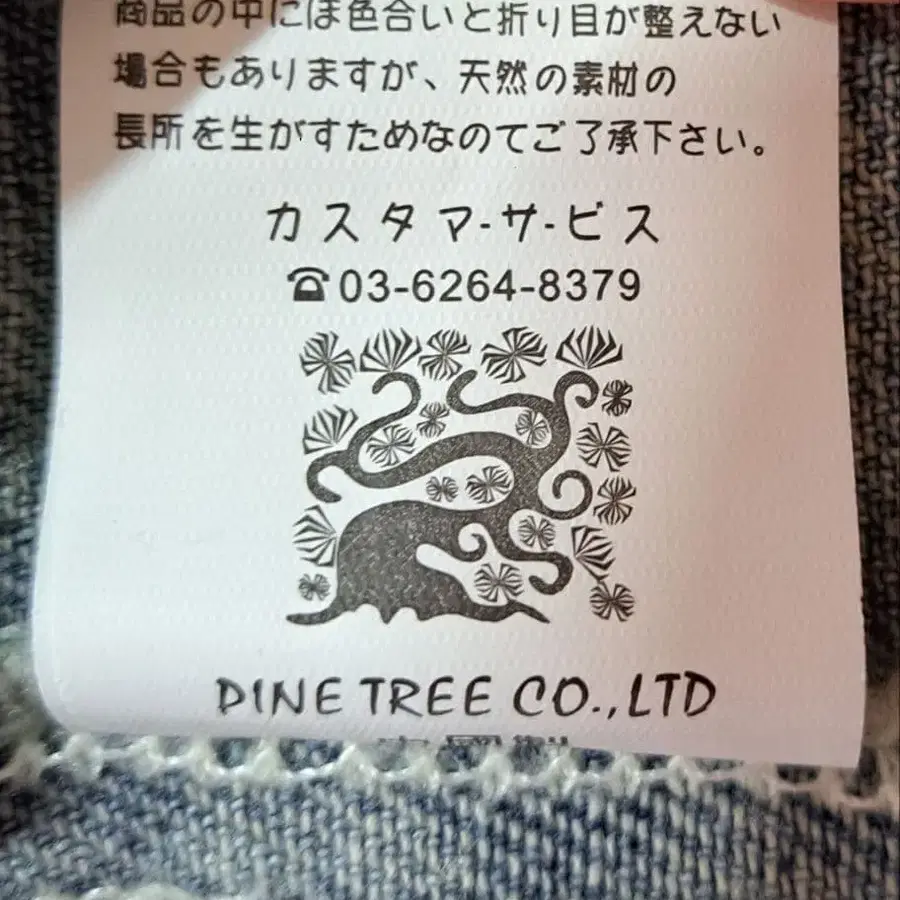 商品の中には色合いと折り目が整えない
場合もありますが、天然の素材の
長所を生がすためなのでご了承下さい。
カスタマ-サ-ビス
☎03-6264-8379
PINE TREE CO.,LTD